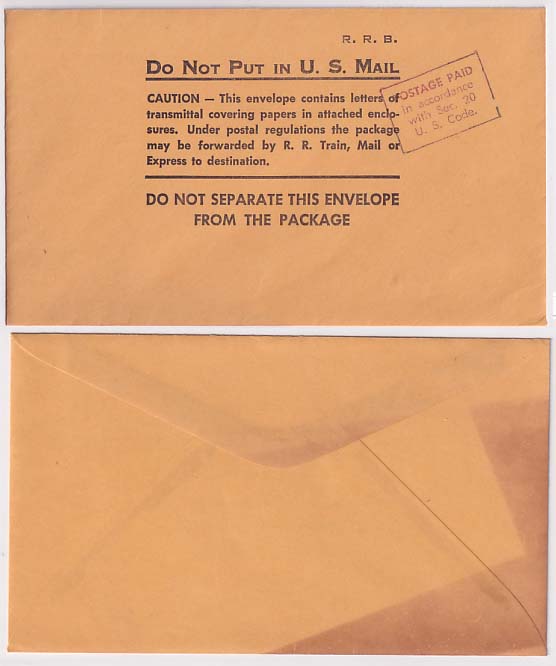 R. R. B.
DO NOT PUT IN U. S. MAIL
CAUTION — This envelope contains letters of
transmittal covering papers in attached enclo-
sures. Under postal regulations the package
may be forwarded by R. R. Train, Mail or
Express to destination.
DO NOT SEPARATE THIS ENVELOPE
FROM THE PACKAGE
POSTAGE PAID
in accordance
with Sec. 20
U. S. Code.